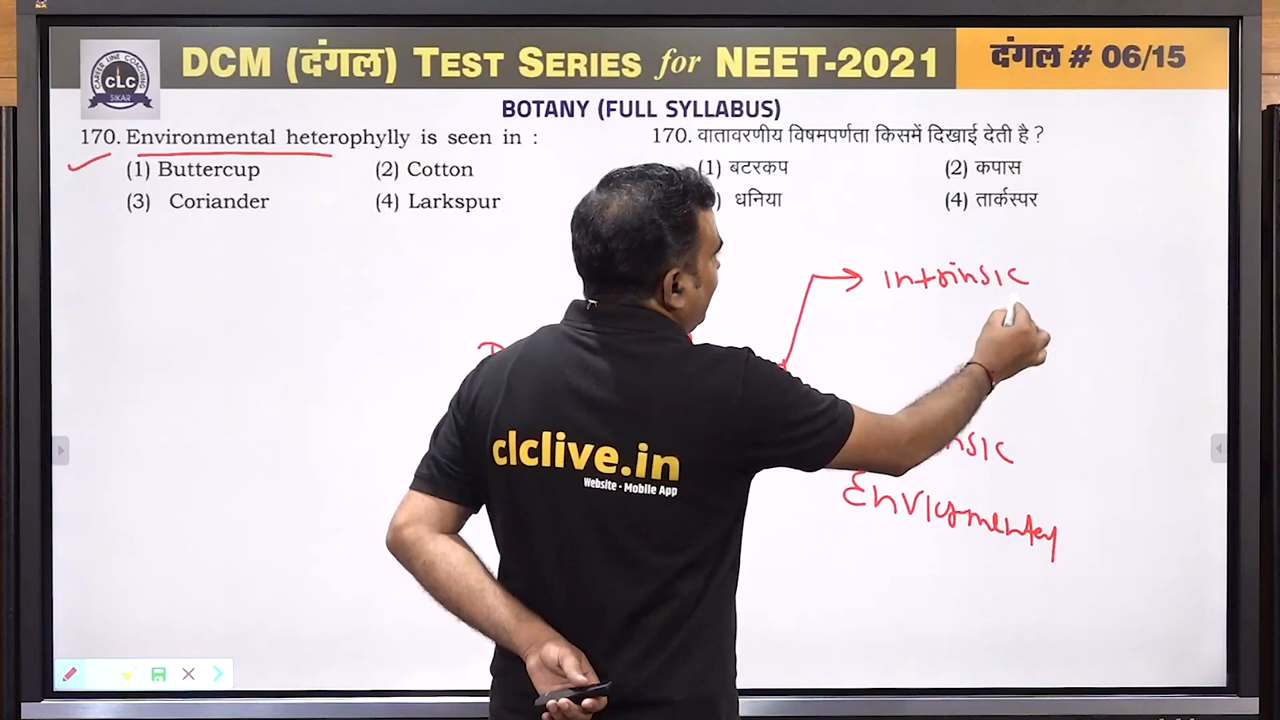 CAREER LINE COACHING
CLC
SIKAR
DCM (दंगल) TEST SERIES for NEET-2021
दंगल # 06/15
BOTANY (FULL SYLLABUS)
170. Environmental heterophylly is seen in :
(1) Buttercup (2) Cotton
(3) Coriander (4) Larkspur
170. वातावरणीय विषमपर्णता किसमें दिखाई देती है ?
(1) बटरकप (2) कपास
धनिया (4) तार्कस्पर
Intrinsic
nsic
clclive.in
Website - Mobile App